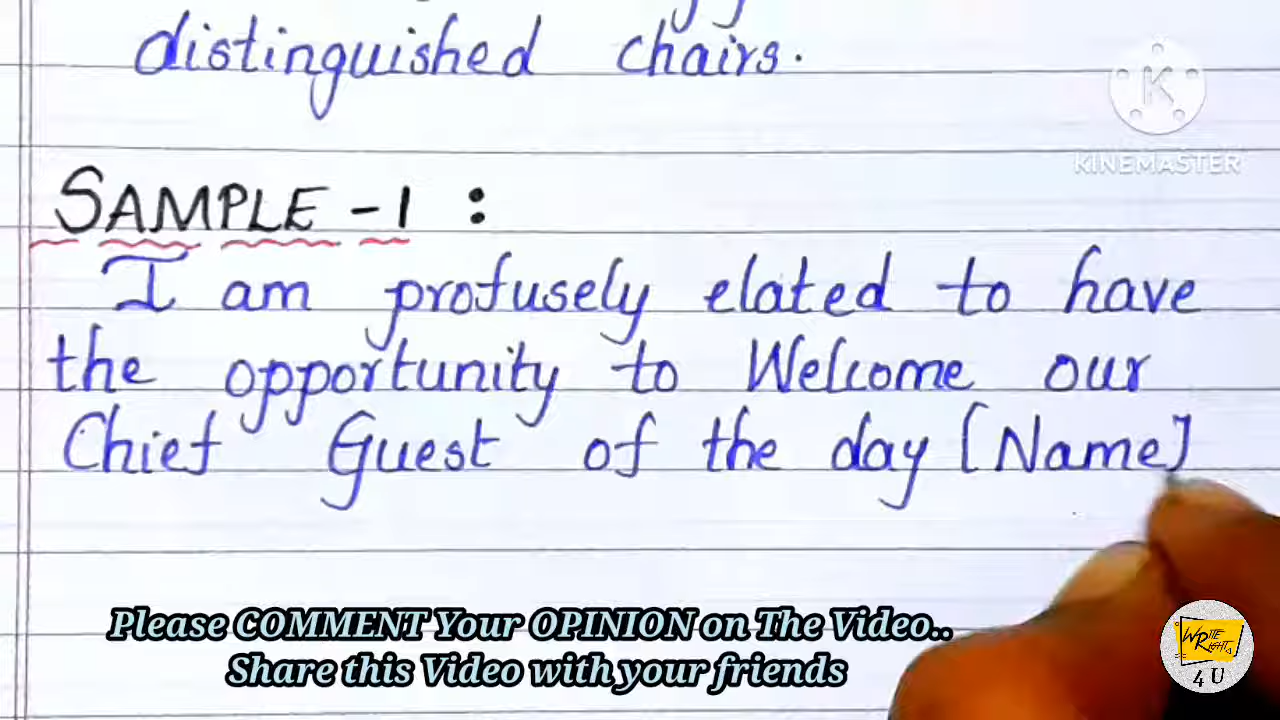 distinguished chairs.
KINEMASTER
SAMPLE - 1 :
I am profusely elated to have
the opportunity to Welcome our
Chief Guest of the day [Name]
Please COMMENT Your OPINION on The Video..
Share this Video with your friends
WRITE
RIGHT
4 U